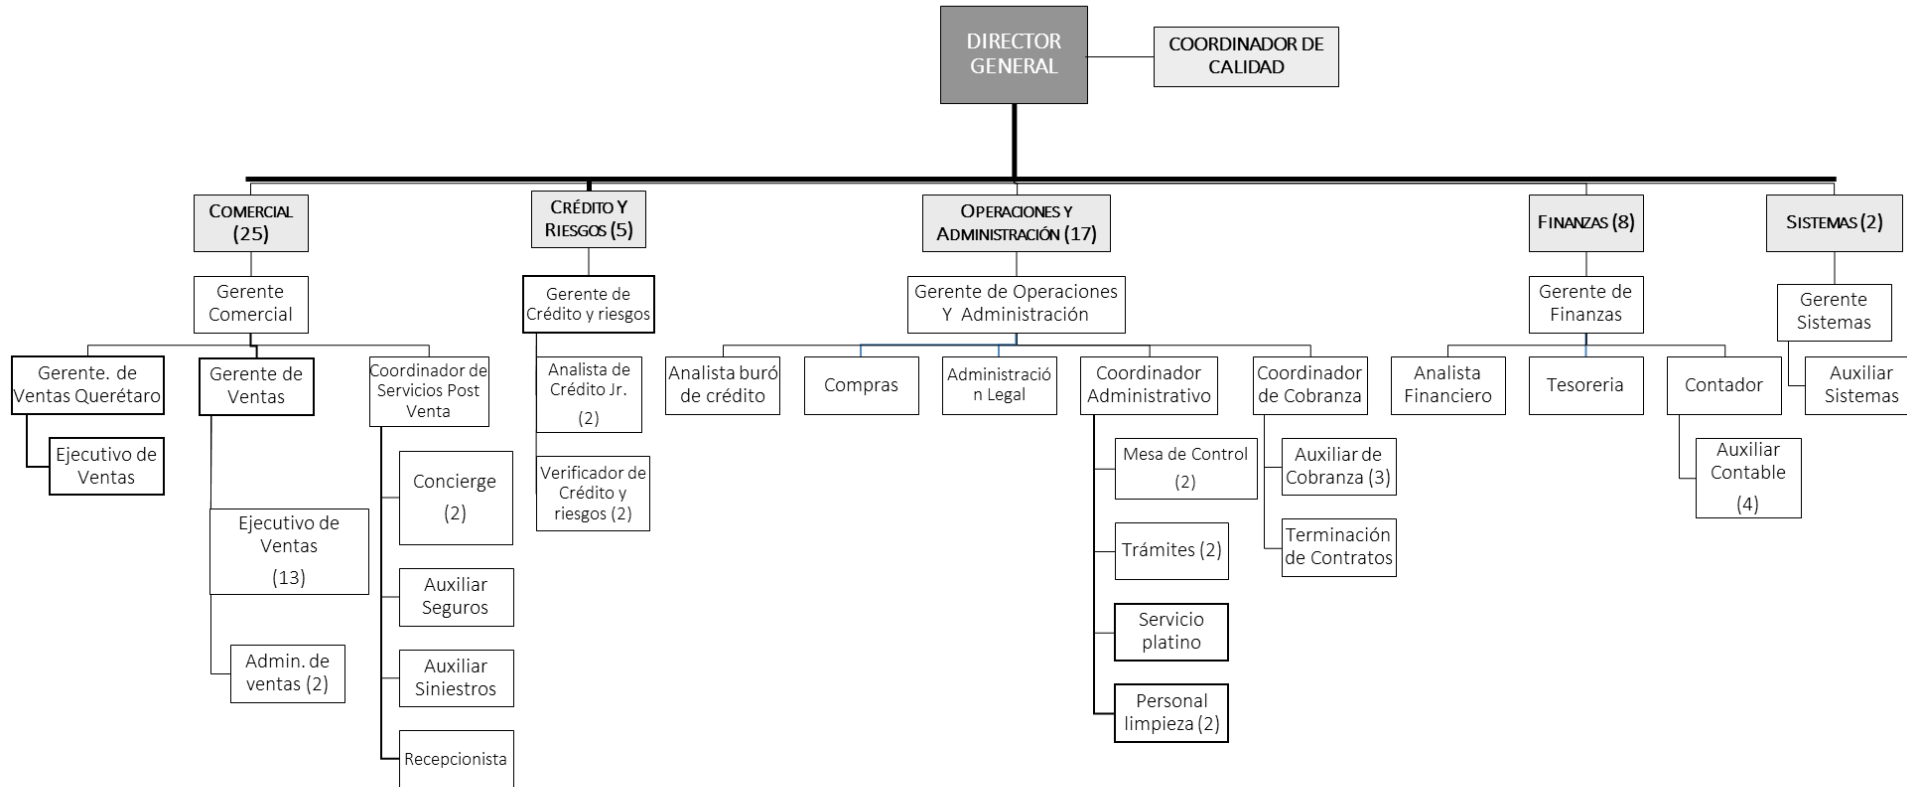 DIRECTOR
GENERAL
COORDINADOR DE
CALIDAD
COMERCIAL
(25)
CRÉDITO Y
RIESGOS (5)
OPERACIONES Y
ADMINISTRACIÓN (17)
FINANZAS (8)
SISTEMAS (2)
Gerente
Comercial
Gerente de
Crédito y riesgos
Gerente de Operaciones
Y Administración
Gerente de
Finanzas
Gerente
Sistemas
Gerente. de
Ventas Querétaro
Gerente de
Ventas
Coordinador de
Servicios Post
Venta
Analista de
Crédito Jr.
(2)
Analista buró
de crédito
Compras
Administració
n Legal
Coordinador
Administrativo
Coordinador
de Cobranza
Analista
Financiero
Tesoreria
Contador
Auxiliar
Sistemas
Ejecutivo de
Ventas
Concierge
(2)
Verificador de
Crédito y
riesgos (2)
Mesa de Control
(2)
Auxiliar de
Cobranza (3)
Auxiliar
Contable
(4)
Ejecutivo de
Ventas
(13)
Trámites (2)
Terminación
de Contratos
Auxiliar
Seguros
Servicio
platino
Admin. de
ventas (2)
Auxiliar
Siniestros
Personal
limpieza (2)
Recepcionista